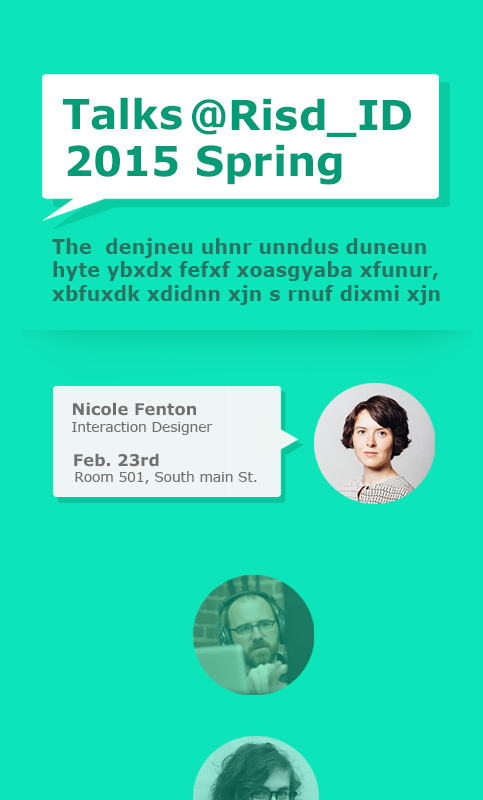 Talks @Risd_ID
2015 Spring
The denjneu uhnr unndus duneun
hyte ybxdx fefxf xoasgyaba xfunur,
xbfuxdk xdidnn xjn s rnuf dixmi xjn
Nicole Fenton
Interaction Designer
Feb. 23rd
Room 501, South main St.